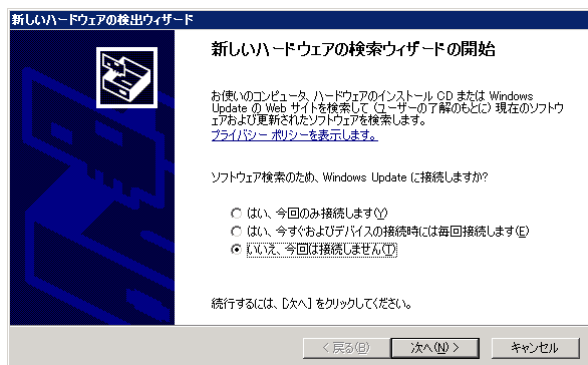 新しいハードウェアの検出ウィザード
新しいハードウェアの検索ウィザードの開始
お使いのコンピュータ、ハードウェアのインストール CD または Windows
Update の Web サイトを検索して (ユーザーの了解のもとに) 現在のソフトウ
ェアおよび更新されたソフトウェアを検索します。
プライバシー ポリシーを表示します。
ソフトウェア検索のため、Windows Update に接続しますか?
はい、今回のみ接続します(Y)
はい、今すぐおよびデバイスの接続時には毎回接続します(E)
いいえ、今回は接続しません(T)
続行するには、[次へ] をクリックしてください。
< 戻る(B) 次へ(N) > キャンセル